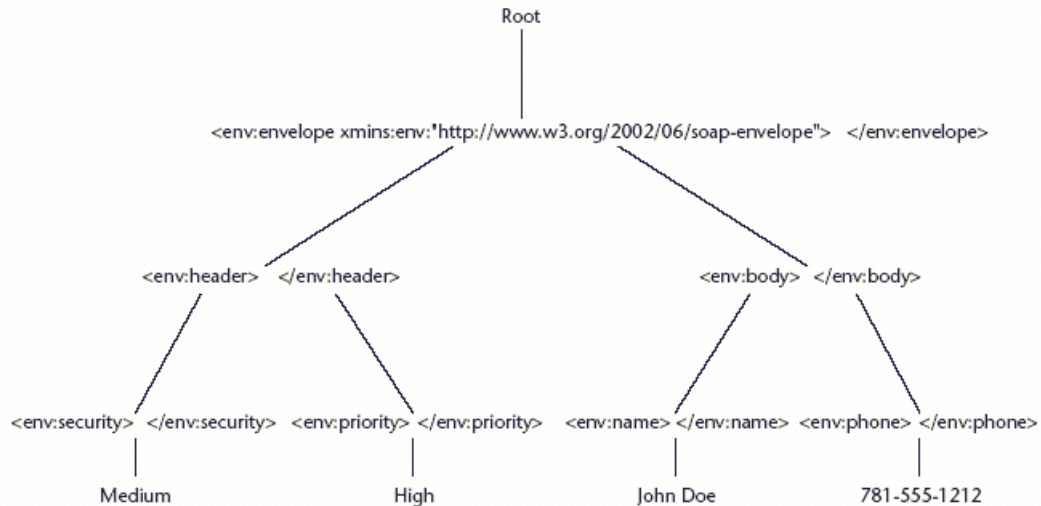 Root
<env:envelope xmins:env:"http://www.w3.org/2002/06/soap-envelope"> </env:envelope>
<env:header> </env:header> <env:body> </env:body>
<env:security> </env:security> <env:priority> </env:priority> <env:name> </env:name> <env:phone> </env:phone>
Medium High John Doe 781-555-1212